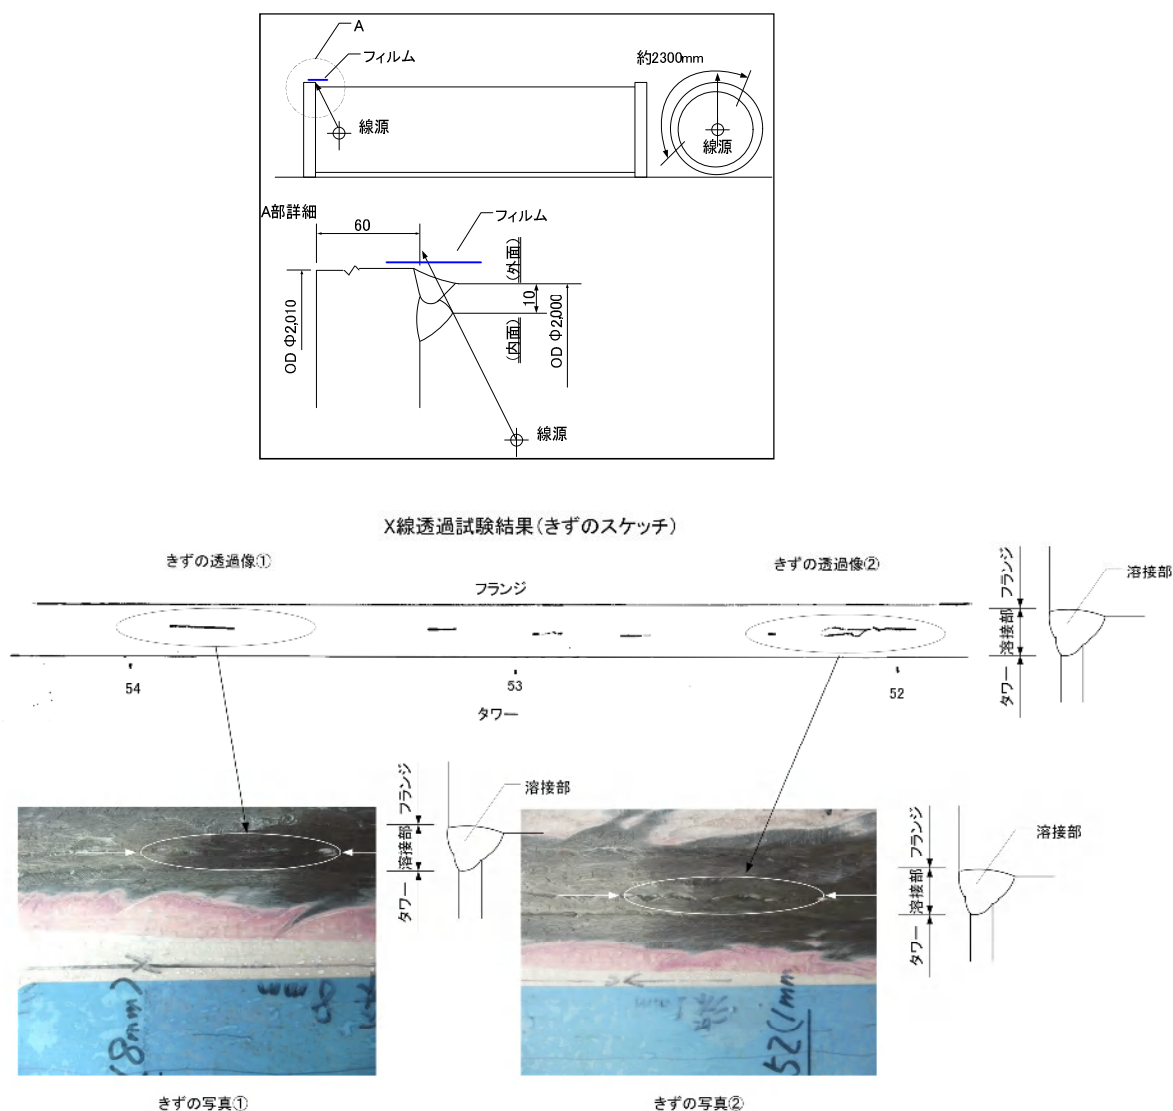 A
フィルム
線源
約2300mm
線源
A部詳細
60
フィルム
(外面)
10
(内面)
OD Φ2,010
OD Φ2,000
線源
X線透過試験結果(きずのスケッチ)
きずの透過像①
きずの透過像②
フランジ
54
53
52
タワー
フランジ
溶接部
タワー
溶接部
フランジ
溶接部
タワー
溶接部
フランジ
溶接部
タワー
溶接部
(8mm)
8
mm
52(1mm
きずの写真①
きずの写真②